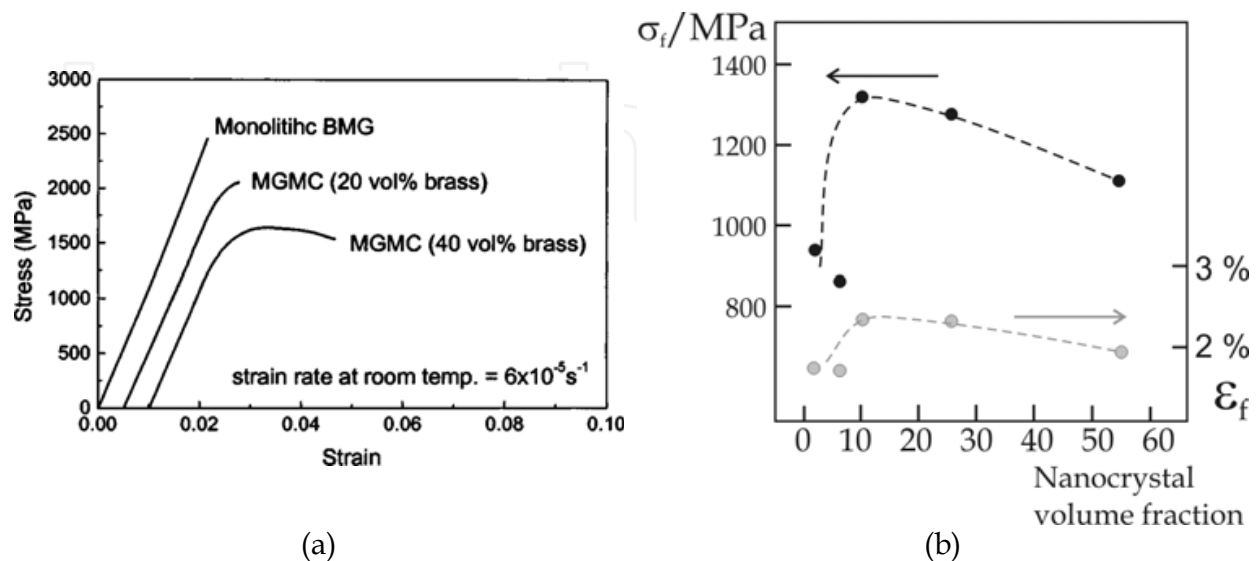 3000
2500
2000
1500
1000
500
0
0.00 0.02 0.04 0.06 0.08 0.10
Stress (MPa)
Strain
Monolitihc BMG
MGMC (20 vol% brass)
MGMC (40 vol% brass)
strain rate at room temp. = 6x10⁻⁵s⁻¹
(a)
σf/MPa
1400
1200
1000
800
3 %
2 %
εf
0 10 20 30 40 50 60
Nanocrystal
volume fraction
(b)